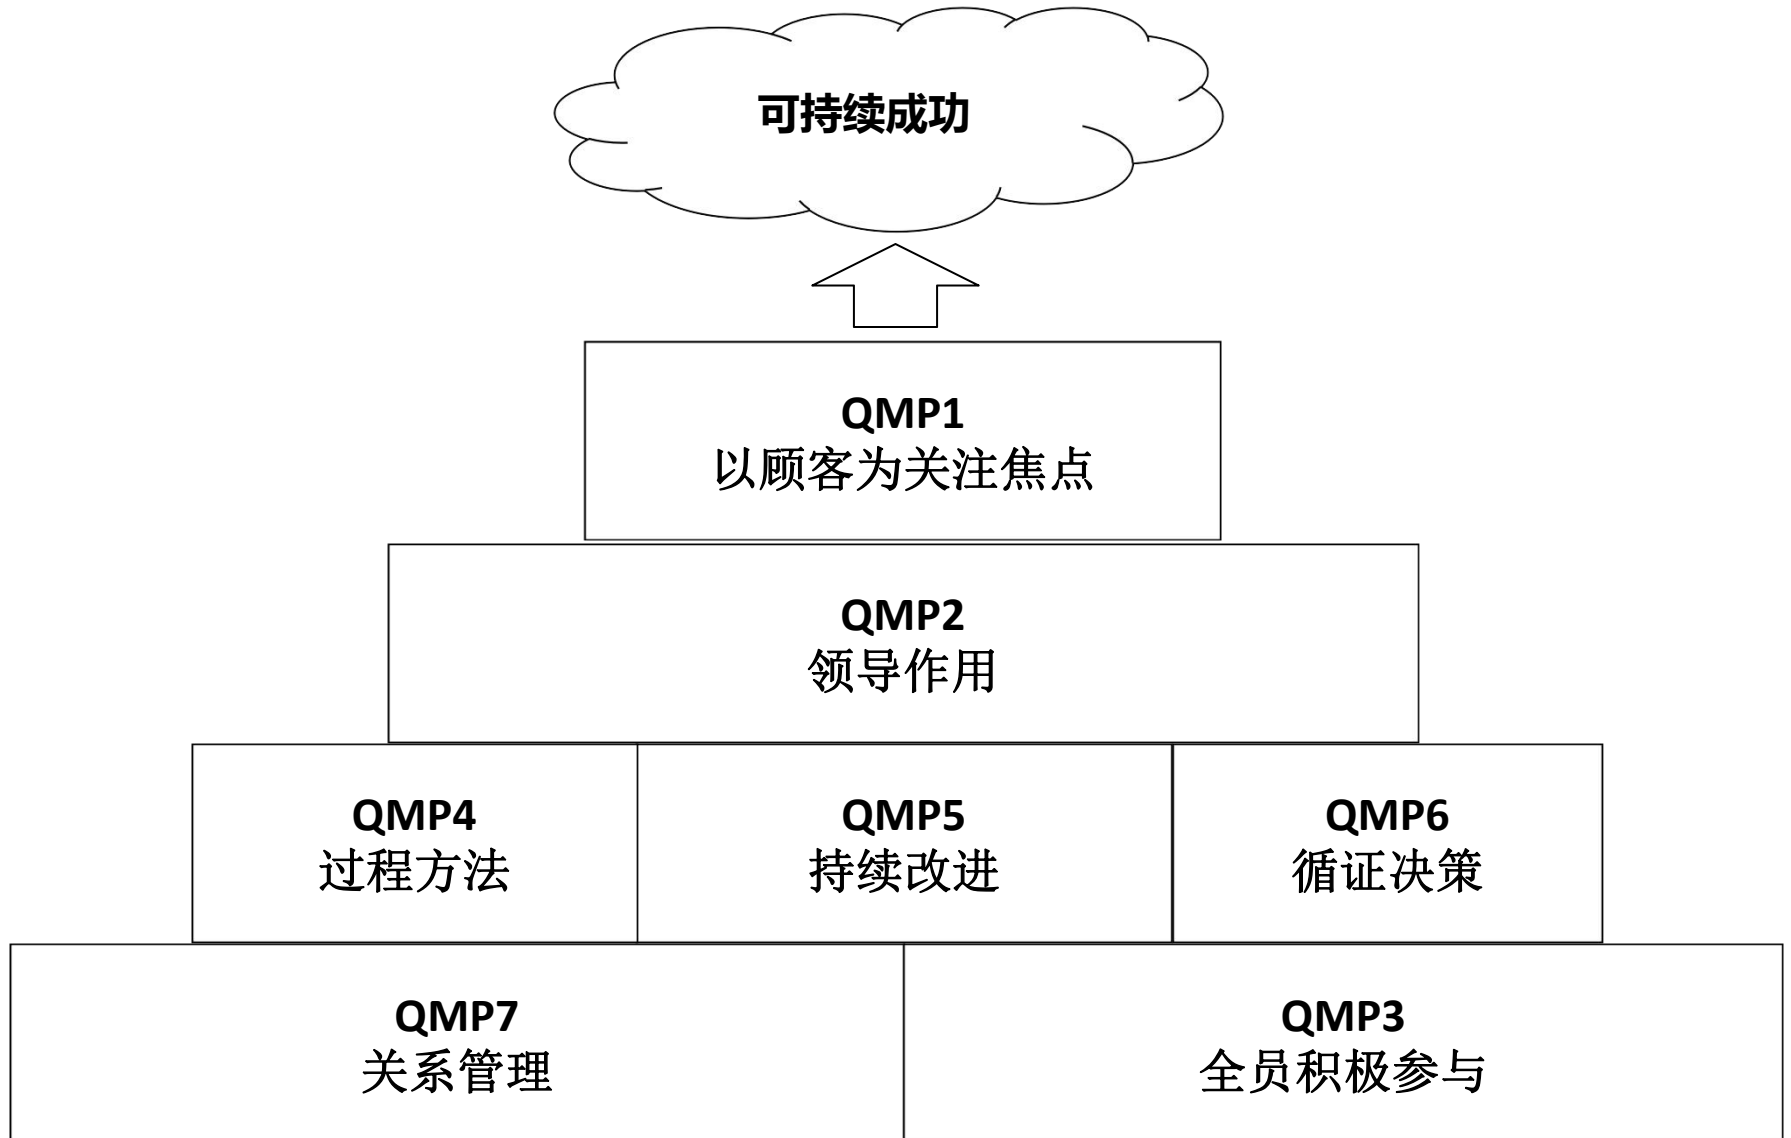 可持续成功
QMP1
以顾客为关注焦点
QMP2
领导作用
QMP4
过程方法
QMP5
持续改进
QMP6
循证决策
QMP7
关系管理
QMP3
全员积极参与